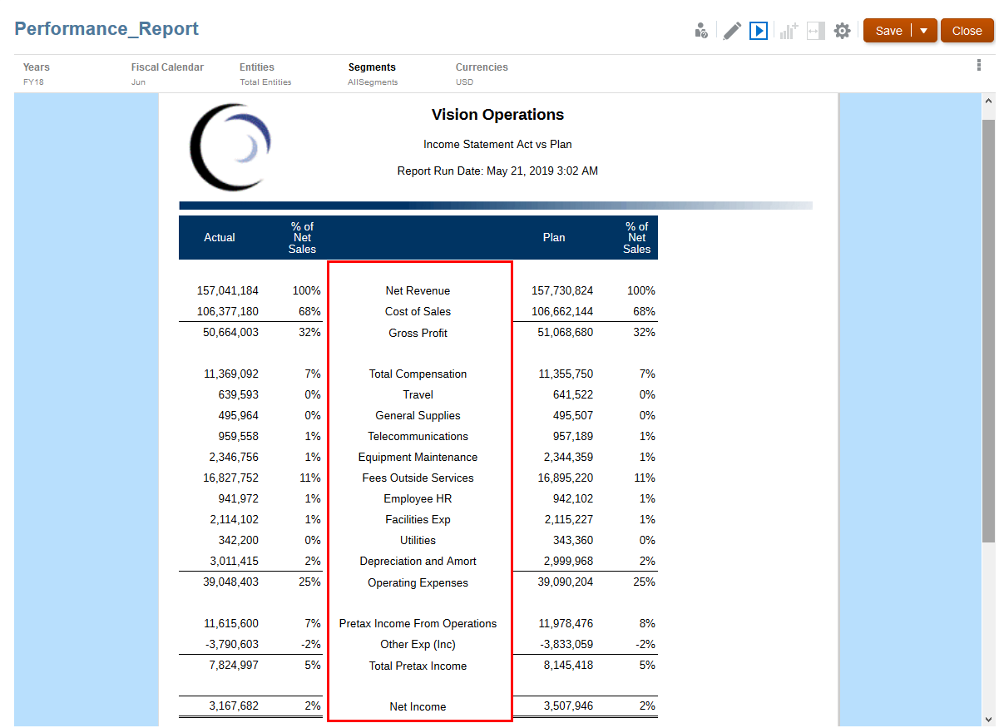 Performance_Report
Save
Close
Years Fiscal Calendar Entities Segments Currencies
FY18 Jun Total Entities AllSegments USD
Vision Operations
Income Statement Act vs Plan
Report Run Date: May 21, 2019 3:02 AM
Actual % of Net Sales Plan % of Net Sales
157,041,184 100% Net Revenue 157,730,824 100%
106,377,180 68% Cost of Sales 106,662,144 68%
50,664,003 32% Gross Profit 51,068,680 32%
11,369,092 7% Total Compensation 11,355,750 7%
639,593 0% Travel 641,522 0%
495,964 0% General Supplies 495,507 0%
959,558 1% Telecommunications 957,189 1%
2,346,756 1% Equipment Maintenance 2,344,359 1%
16,827,752 11% Fees Outside Services 16,895,220 11%
941,972 1% Employee HR 942,102 1%
2,114,102 1% Facilities Exp 2,115,227 1%
342,200 0% Utilities 343,360 0%
3,011,415 2% Depreciation and Amort 2,999,968 2%
39,048,403 25% Operating Expenses 39,090,204 25%
11,615,600 7% Pretax Income From Operations 11,978,476 8%
-3,790,603 -2% Other Exp (Inc) -3,833,059 -2%
7,824,997 5% Total Pretax Income 8,145,418 5%
3,167,682 2% Net Income 3,507,946 2%